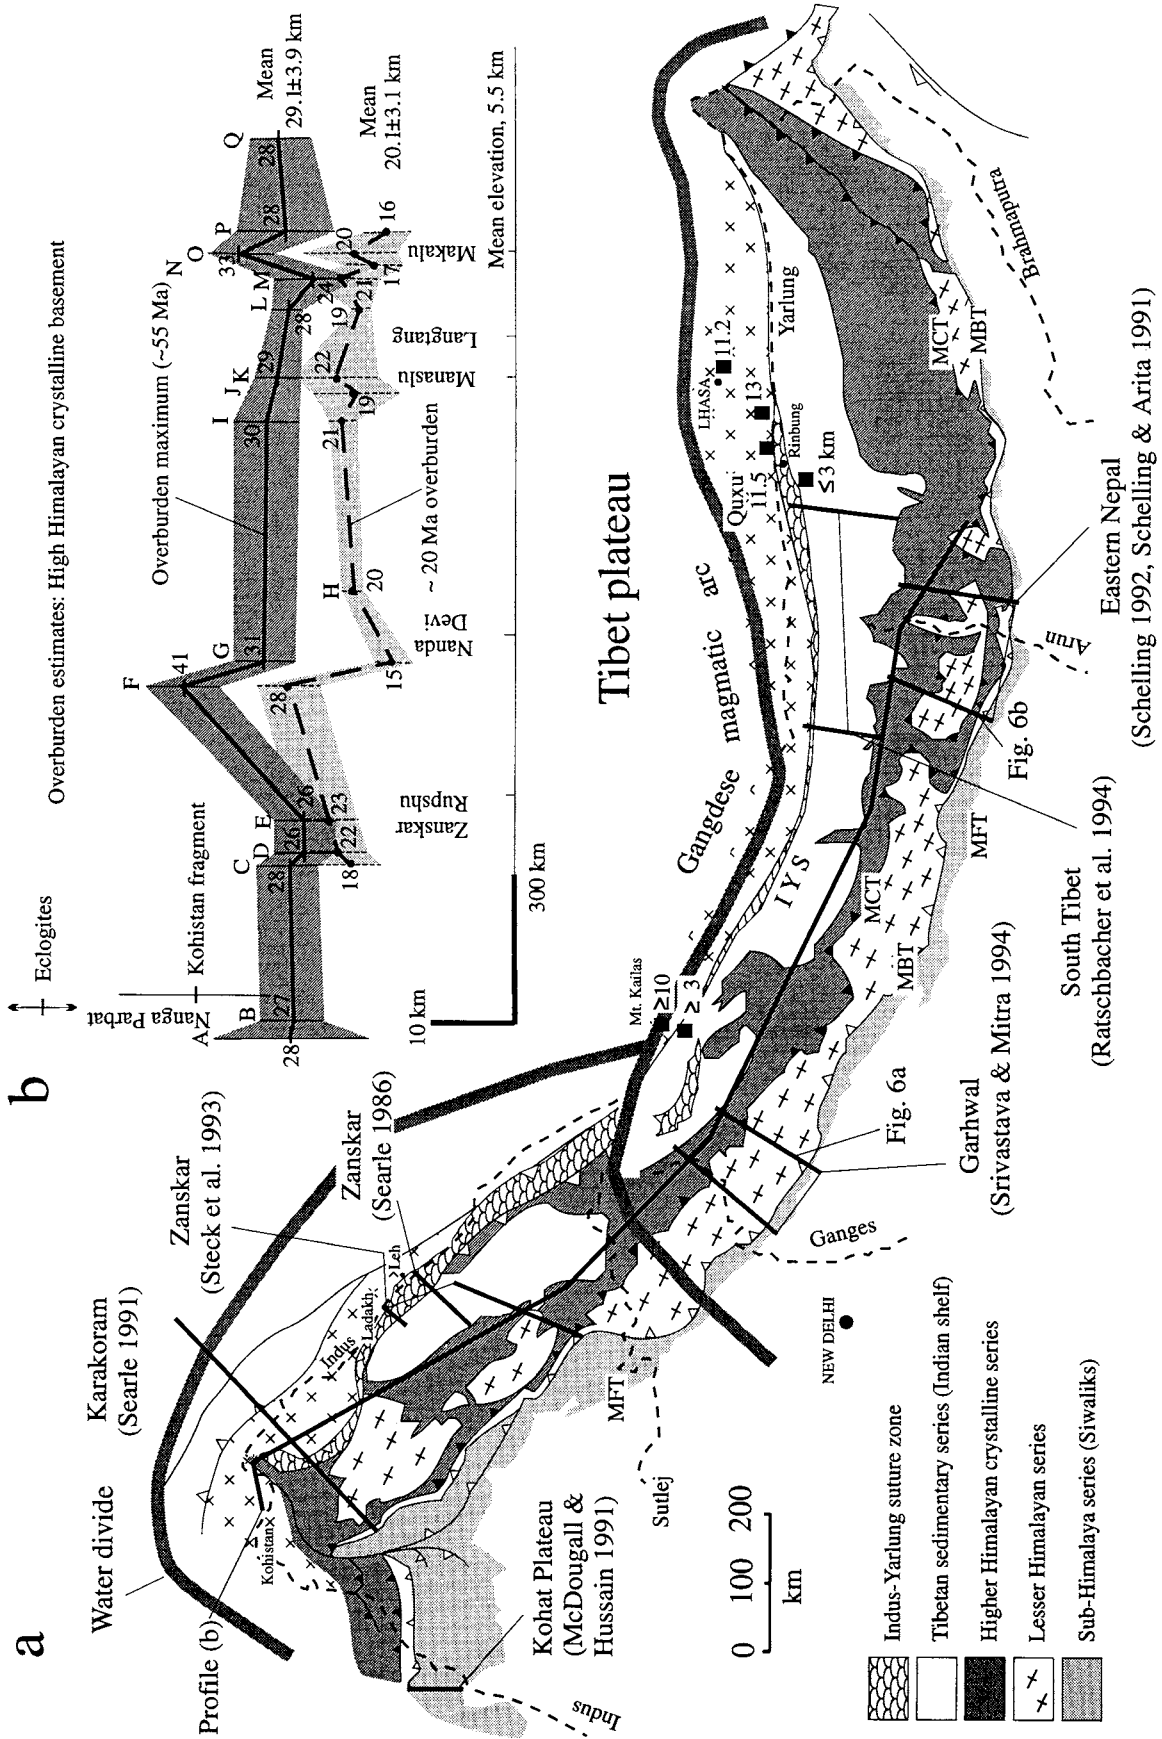 a
Water divide
Profile (b)
Karakoram
(Searle 1991)
Zanskar
(Steck et al. 1993)
Zanskar
(Searle 1986)
Kohistan
Indus
Ladakh
Leh
Kohat Plateau
(McDougall &
Hussain 1991)
Indus
Sutlej
MFT
NEW DELHI
Ganges
Mt. Kailas
≥10
≥ 3
Gangdese magmatic arc
Tibet plateau
IYS
Quxu
11.5
13
LHASA
11.2
Rinbung
≤ 3 km
Yarlung
MCT
MBT
MFT
MCT
MBT
Brahmaputra
Arun
Fig. 6a
Garhwal
(Srivastava & Mitra 1994)
South Tibet
(Ratschbacher et al. 1994)
Fig. 6b
Eastern Nepal
(Schelling 1992, Schelling & Arita 1991)
0 100 200
km
Indus-Yarlung suture zone
Tibetan sedimentary series (Indian shelf)
Higher Himalayan crystalline series
Lesser Himalayan series
Sub-Himalaya series (Siwaliks)
b
Overburden estimates: High Himalayan crystalline basement
Eclogites
Kohistan fragment
Nanga Parbat
Overburden maximum (~55 Ma)
A B C D E F G H I J K L M N O P Q
28 27 28 26 26 41 31 30 29 28 33 28 28
Mean
29.1±3.9 km
18 22 23 28 15 20 21 19 22 19 21 24 17 20 16
Mean
20.1±3.1 km
~ 20 Ma overburden
Zanskar
Rupshu
Nanda
Devi
Manaslu
Langtang
Makalu
Mean elevation, 5.5 km
10 km
300 km